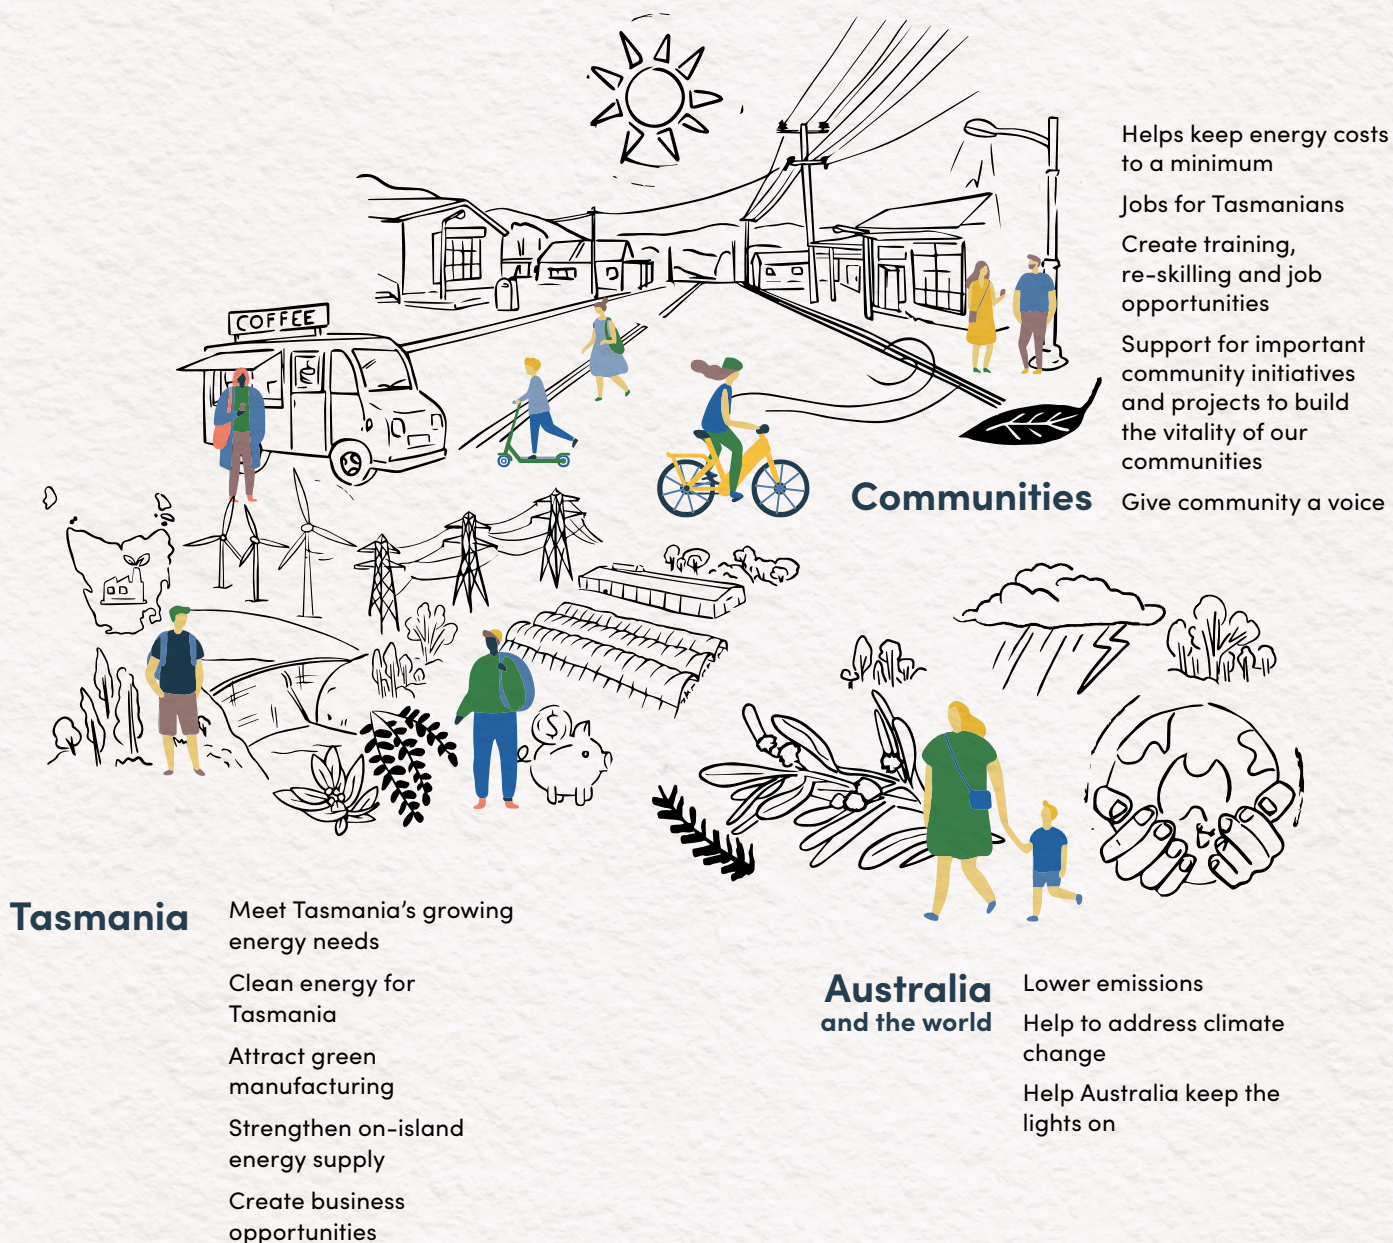 COFFEE
Helps keep energy costs
to a minimum
Jobs for Tasmanians
Create training,
re-skilling and job
opportunities
Support for important
community initiatives
and projects to build
the vitality of our
communities
Give community a voice
Communities
Tasmania
Meet Tasmania’s growing
energy needs
Clean energy for
Tasmania
Attract green
manufacturing
Strengthen on-island
energy supply
Create business
opportunities
Australia
and the world
Lower emissions
Help to address climate
change
Help Australia keep the
lights on